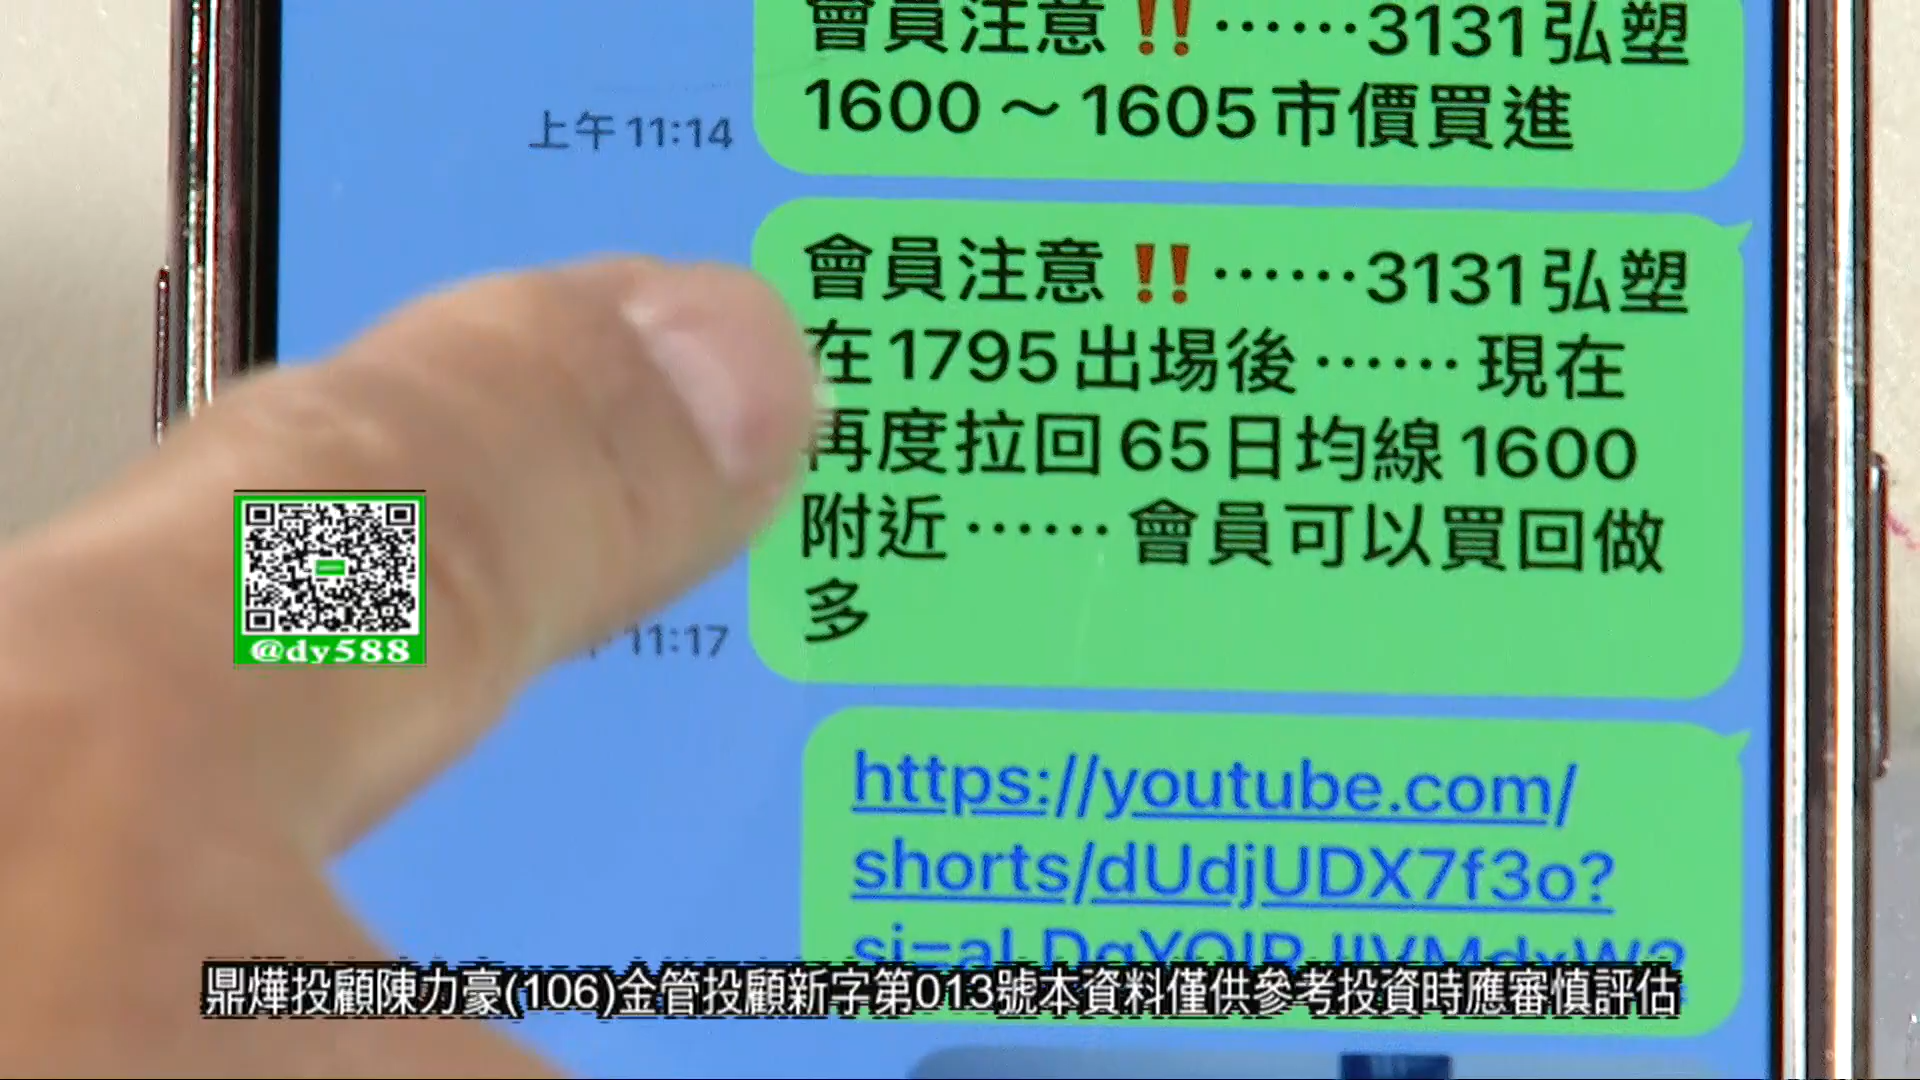 會員注意‼️⋯⋯3131弘塑
1600～1605市價買進
上午11:14
會員注意‼️⋯⋯3131弘塑
在1795出場後⋯⋯現在
再度拉回65日均線1600
附近⋯⋯會員可以買回做
多
11:17
https://youtube.com/
shorts/dUdjUDX7f3o?
@dy588
鼎燁投顧陳力豪(106)金管投顧新字第013號本資料僅供參考投資時應審慎評估